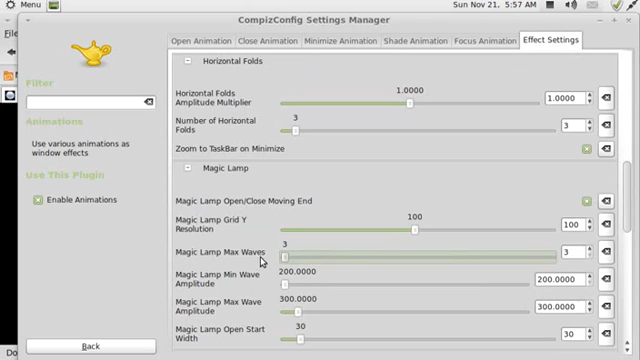 Menu
Sun Nov 21, 5:57 AM
CompizConfig Settings Manager
Open Animation
Close Animation
Minimize Animation
Shade Animation
Focus Animation
Effect Settings
Filter
Animations
Use various animations as
window effects
Use This Plugin
Enable Animations
Back
Horizontal Folds
Horizontal Folds
Amplitude Multiplier
1.0000
1.0000
Number of Horizontal
Folds
3
3
Zoom to TaskBar on Minimize
Magic Lamp
Magic Lamp Open/Close Moving End
Magic Lamp Grid Y
Resolution
100
100
Magic Lamp Max Waves
3
3
Magic Lamp Min Wave
Amplitude
200.0000
200.0000
Magic Lamp Max Wave
Amplitude
300.0000
300.0000
Magic Lamp Open Start
Width
30
30